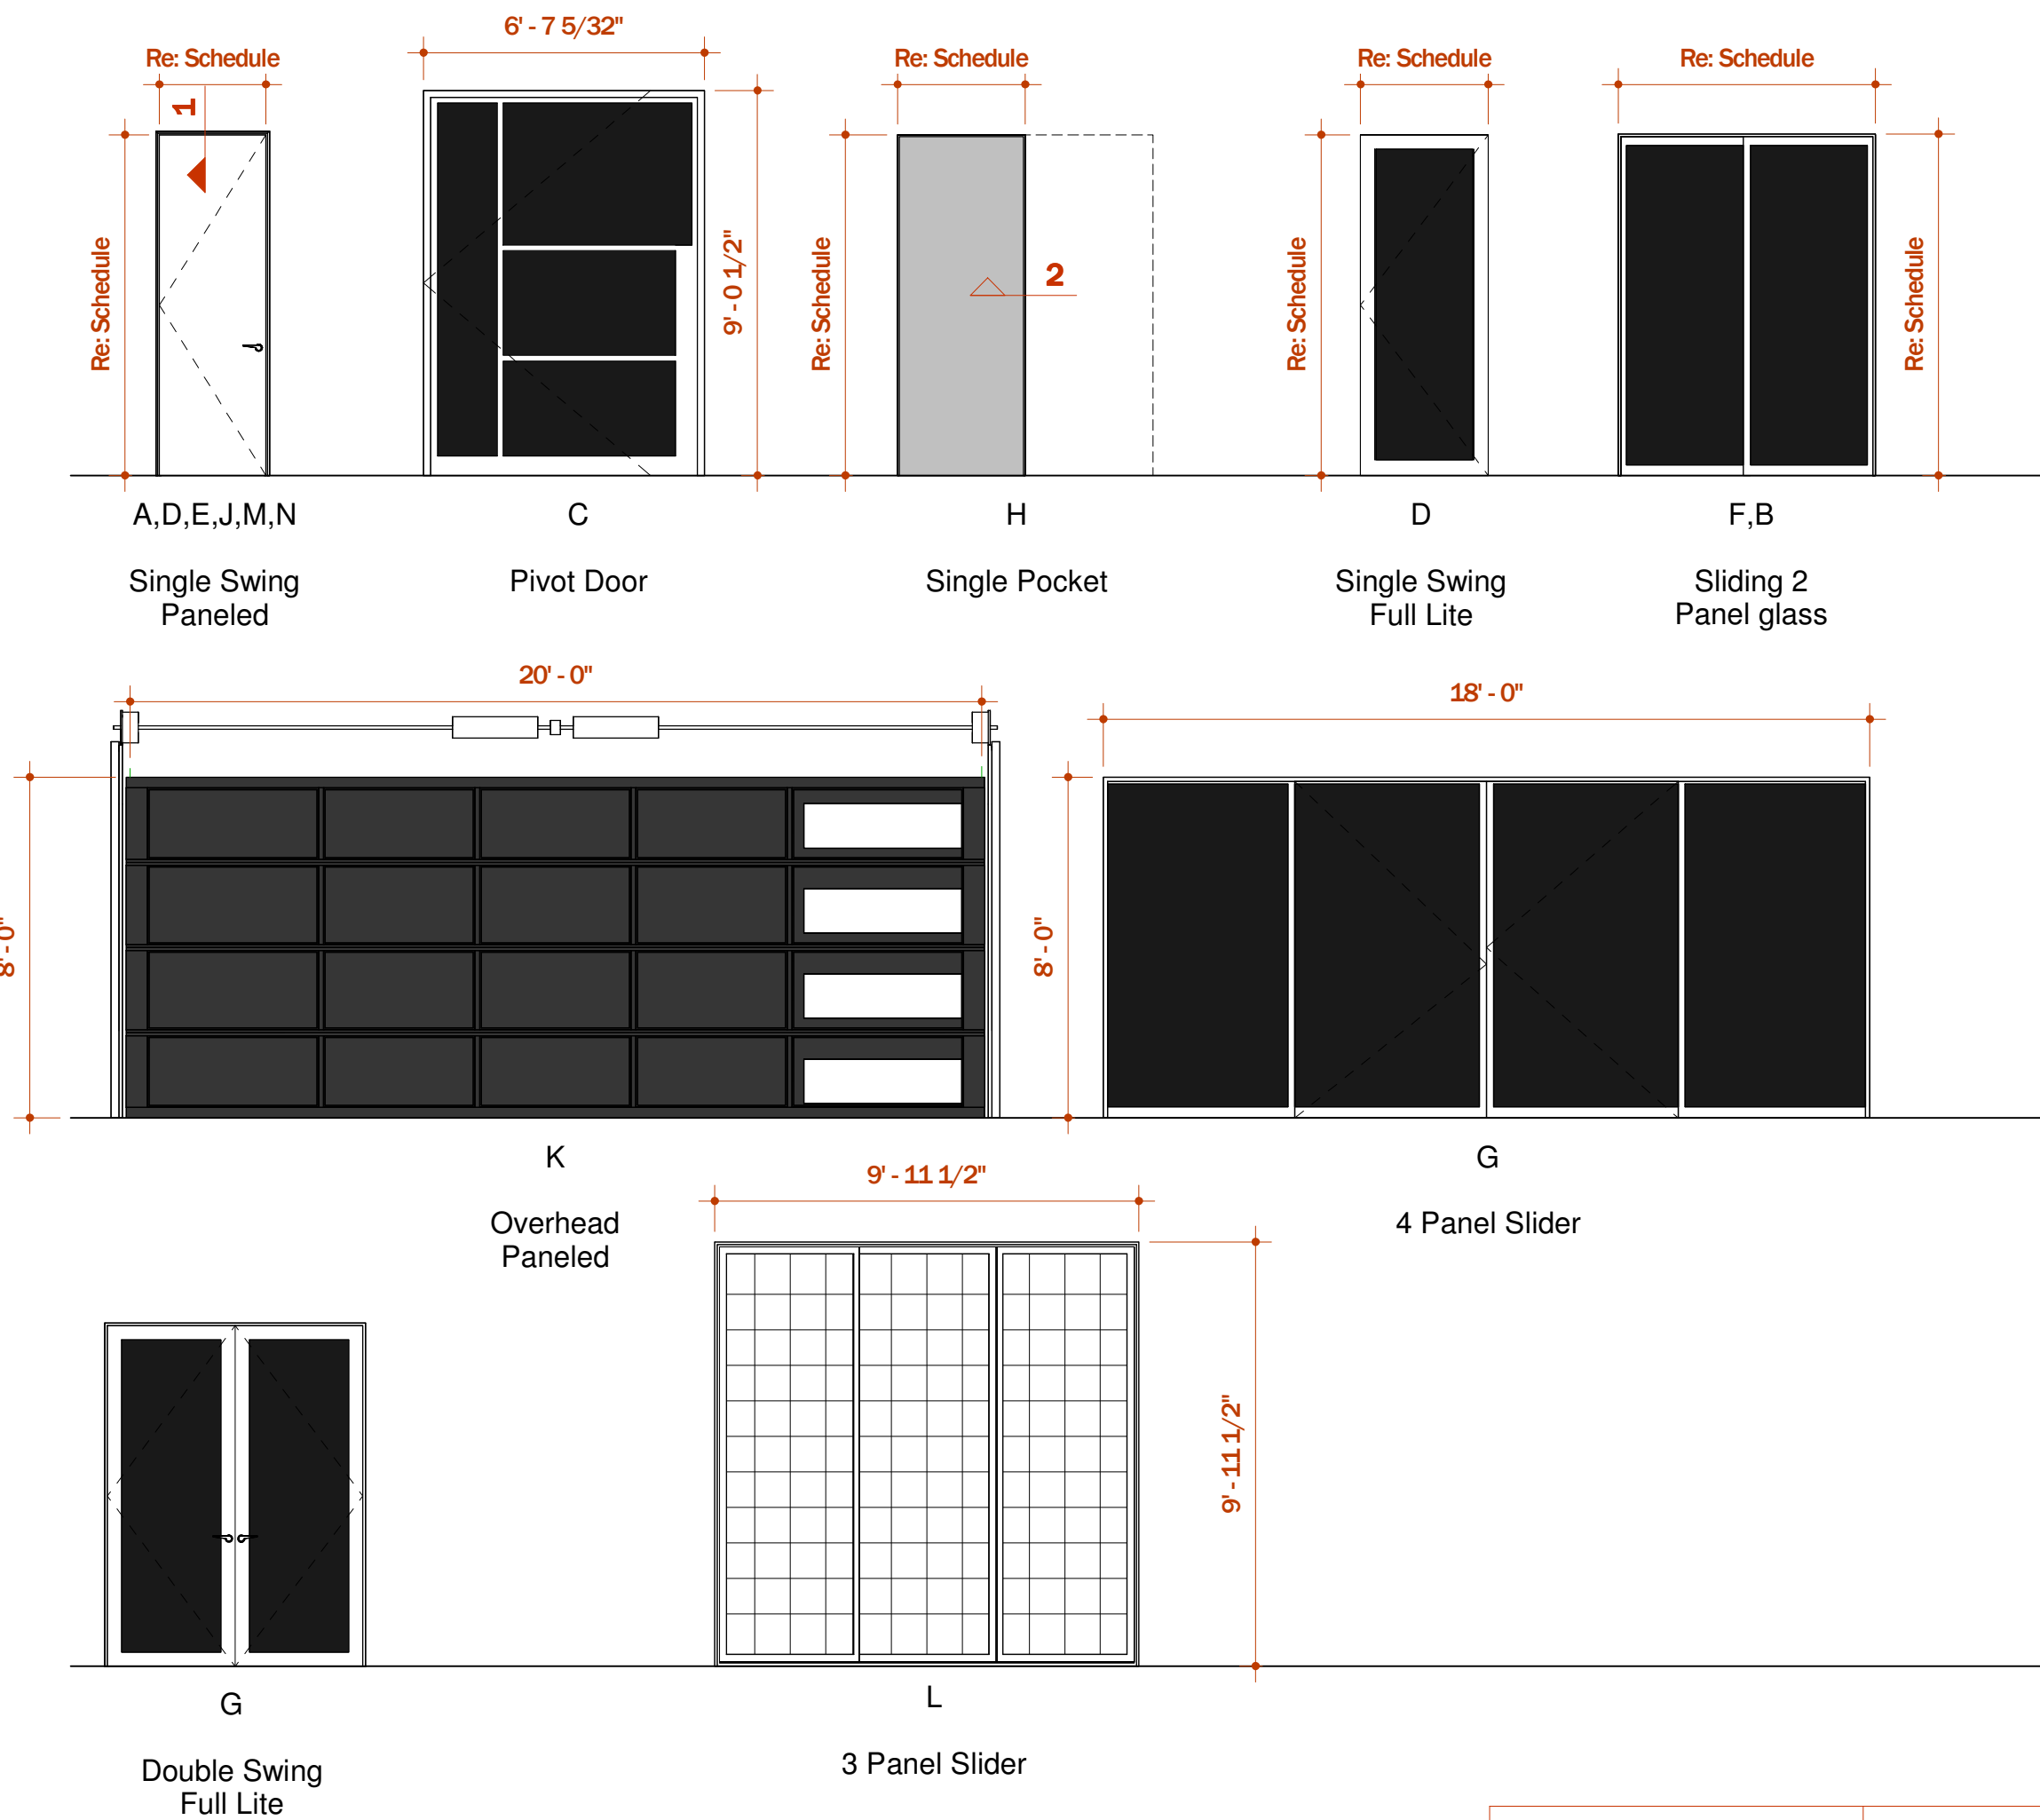 6' - 7 5/32"
Re: Schedule
Re: Schedule
Re: Schedule
Re: Schedule
1
2
Re: Schedule
9' - 0 1/2"
Re: Schedule
Re: Schedule
Re: Schedule
A,D,E,J,M,N
C
H
D
F,B
Single Swing
Paneled
Pivot Door
Single Pocket
Single Swing
Full Lite
Sliding 2
Panel glass
20' - 0"
18' - 0"
8' - 0"
8' - 0"
K
G
Overhead
Paneled
4 Panel Slider
9' - 11 1/2"
9' - 11 1/2"
G
L
Double Swing
Full Lite
3 Panel Slider